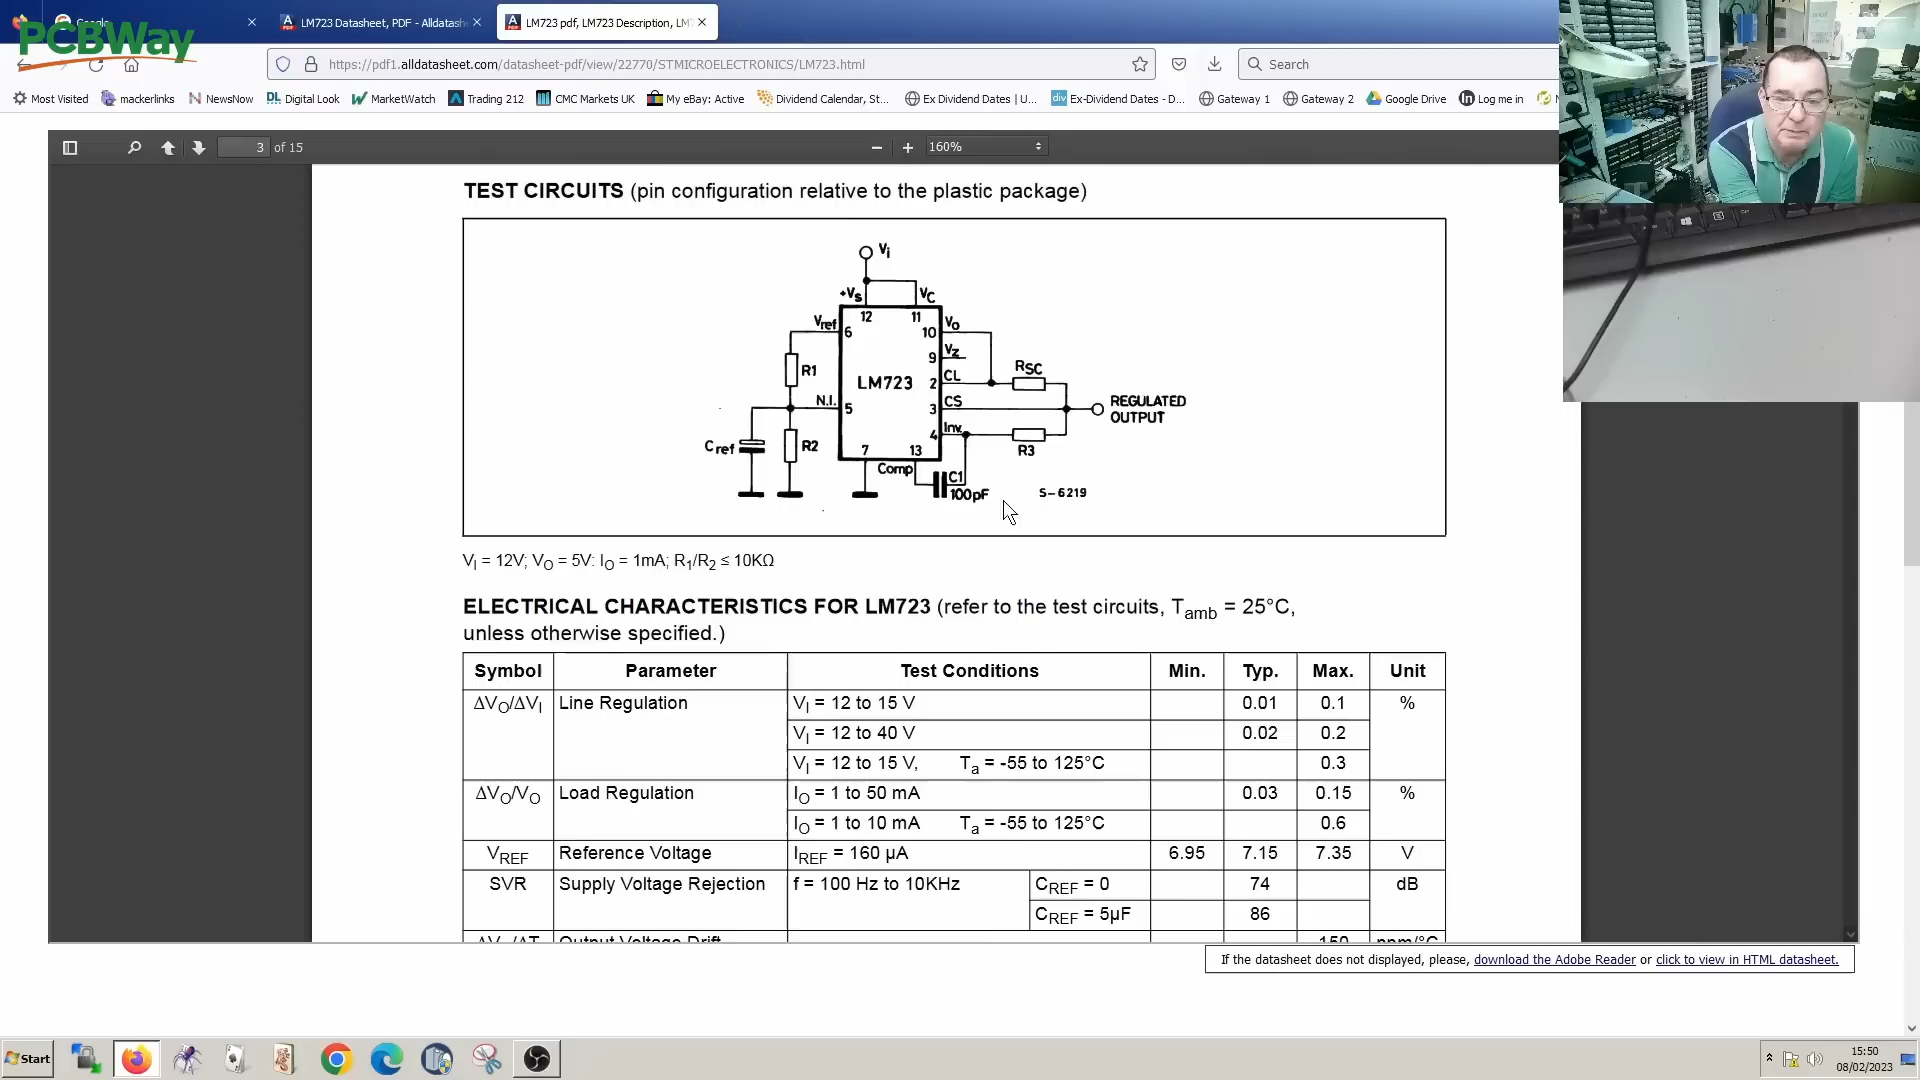 Google
LM723 Datasheet, PDF - Alldatash
LM723 pdf, LM723 Description, LM
PCBWay
https://pdf1.alldatasheet.com/datasheet-pdf/view/22770/STMICROELECTRONICS/LM723.html
Search
Most Visited
mackerlinks
NewsNow
DL Digital Look
MarketWatch
Trading 212
CMC Markets UK
My eBay: Active
Dividend Calendar, St...
Ex Dividend Dates | U...
div Ex-Dividend Dates - D...
Gateway 1
Gateway 2
Google Drive
In Log me in
3 of 15
160%
TEST CIRCUITS (pin configuration relative to the plastic package)
Vi
+Vs
VC
12
11
Vref
6
10
Vo
9
Vz
R1
LM723
2
CL
RSC
N.I.
5
3
CS
REGULATED
OUTPUT
4
Inv.
Cref
R2
7
13
R3
Comp
C1
100pF
S-6219
VI = 12V; VO = 5V: IO = 1mA; R1/R2 ≤ 10KΩ
ELECTRICAL CHARACTERISTICS FOR LM723 (refer to the test circuits, Tamb = 25°C,
unless otherwise specified.)
Symbol Parameter Test Conditions Min. Typ. Max. Unit
ΔVO/ΔVI Line Regulation VI = 12 to 15 V 0.01 0.1 %
VI = 12 to 40 V 0.02 0.2
VI = 12 to 15 V, Ta = -55 to 125°C 0.3
ΔVO/VO Load Regulation IO = 1 to 50 mA 0.03 0.15 %
IO = 1 to 10 mA Ta = -55 to 125°C 0.6
VREF Reference Voltage IREF = 160 µA 6.95 7.15 7.35 V
SVR Supply Voltage Rejection f = 100 Hz to 10KHz CREF = 0 74 dB
CREF = 5µF 86
ΔVO/ΔT Output Voltage Drift 150 ppm/°C
If the datasheet does not displayed, please, download the Adobe Reader or click to view in HTML datasheet.
Start
15:50
08/02/2023